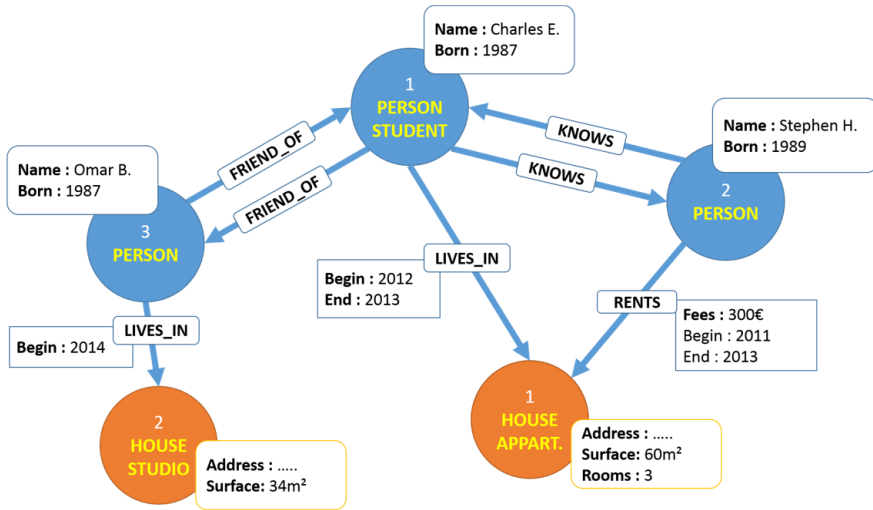 Name : Charles E.
Born : 1987
1
PERSON
STUDENT
KNOWS
Name : Stephen H.
Born : 1989
FRIEND_OF
Name : Omar B.
Born : 1987
KNOWS
2
PERSON
FRIEND_OF
3
PERSON
LIVES_IN
Begin : 2012
End : 2013
RENTS
Fees : 300€
Begin : 2011
End : 2013
LIVES_IN
Begin : 2014
1
HOUSE
APPART.
Address : .....
Surface: 60m²
Rooms : 3
2
HOUSE
STUDIO
Address : .....
Surface: 34m²